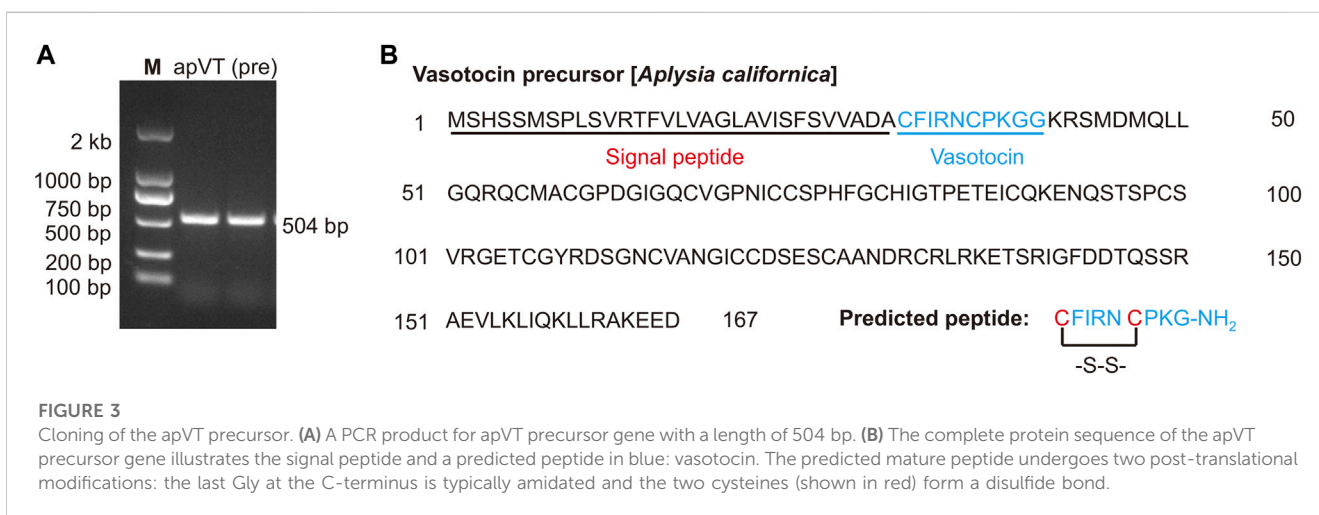 A
M apVT (pre)
2 kb
1000 bp
750 bp
500 bp
200 bp
100 bp
504 bp
B
Vasotocin precursor [Aplysia californica]
1 MSHSSMSPLSVRTFVLVAGLAVISFSVVADACFIRNCPKGGKRSMDMQLL 50
Signal peptide Vasotocin
51 GQRQCMACGPDGIGQCVGPNICCSPHFGCHIGTPETEICQKENQSTSPCS 100
101 VRGETCGYRDSGNCVANGICCDSESCAANDRCRLRKETSRIGFDDTQSSR 150
151 AEVLKLIQKLLRAKEED 167 Predicted peptide: CFIRN CPKG-NH₂
-S-S-
FIGURE 3
Cloning of the apVT precursor. (A) A PCR product for apVT precursor gene with a length of 504 bp. (B) The complete protein sequence of the apVT
precursor gene illustrates the signal peptide and a predicted peptide in blue: vasotocin. The predicted mature peptide undergoes two post-translational
modifications: the last Gly at the C-terminus is typically amidated and the two cysteines (shown in red) form a disulfide bond.